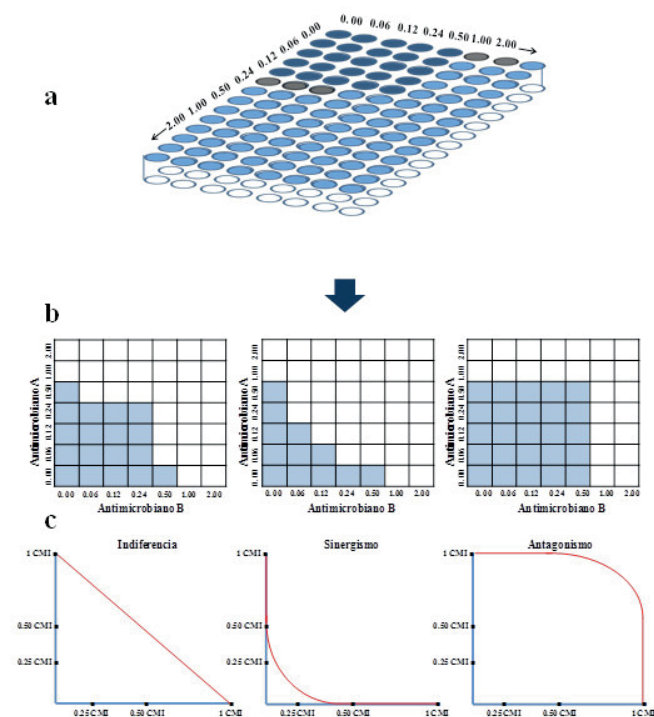 0.00 0.06 0.12 0.24 0.50 1.00 2.00
2.00 1.00 0.50 0.24 0.12 0.06 0.00
a
b
Antimicrobiano A
0.00 0.06 0.12 0.24 0.50 1.00 2.00
0.00 0.06 0.12 0.24 0.50 1.00 2.00
Antimicrobiano B
Antimicrobiano A
0.00 0.06 0.12 0.24 0.50 1.00 2.00
0.00 0.06 0.12 0.24 0.50 1.00 2.00
Antimicrobiano B
Antimicrobiano A
0.00 0.06 0.12 0.24 0.50 1.00 2.00
0.00 0.06 0.12 0.24 0.50 1.00 2.00
Antimicrobiano B
c
Indiferencia
1 CMI
0.50 CMI
0.25 CMI
0.25 CMI 0.50 CMI 1 CMI
Sinergismo
1 CMI
0.50 CMI
0.25 CMI
0.25 CMI 0.50 CMI 1 CMI
Antagonismo
1 CMI
0.50 CMI
0.25 CMI
0.25 CMI 0.50 CMI 1 CMI